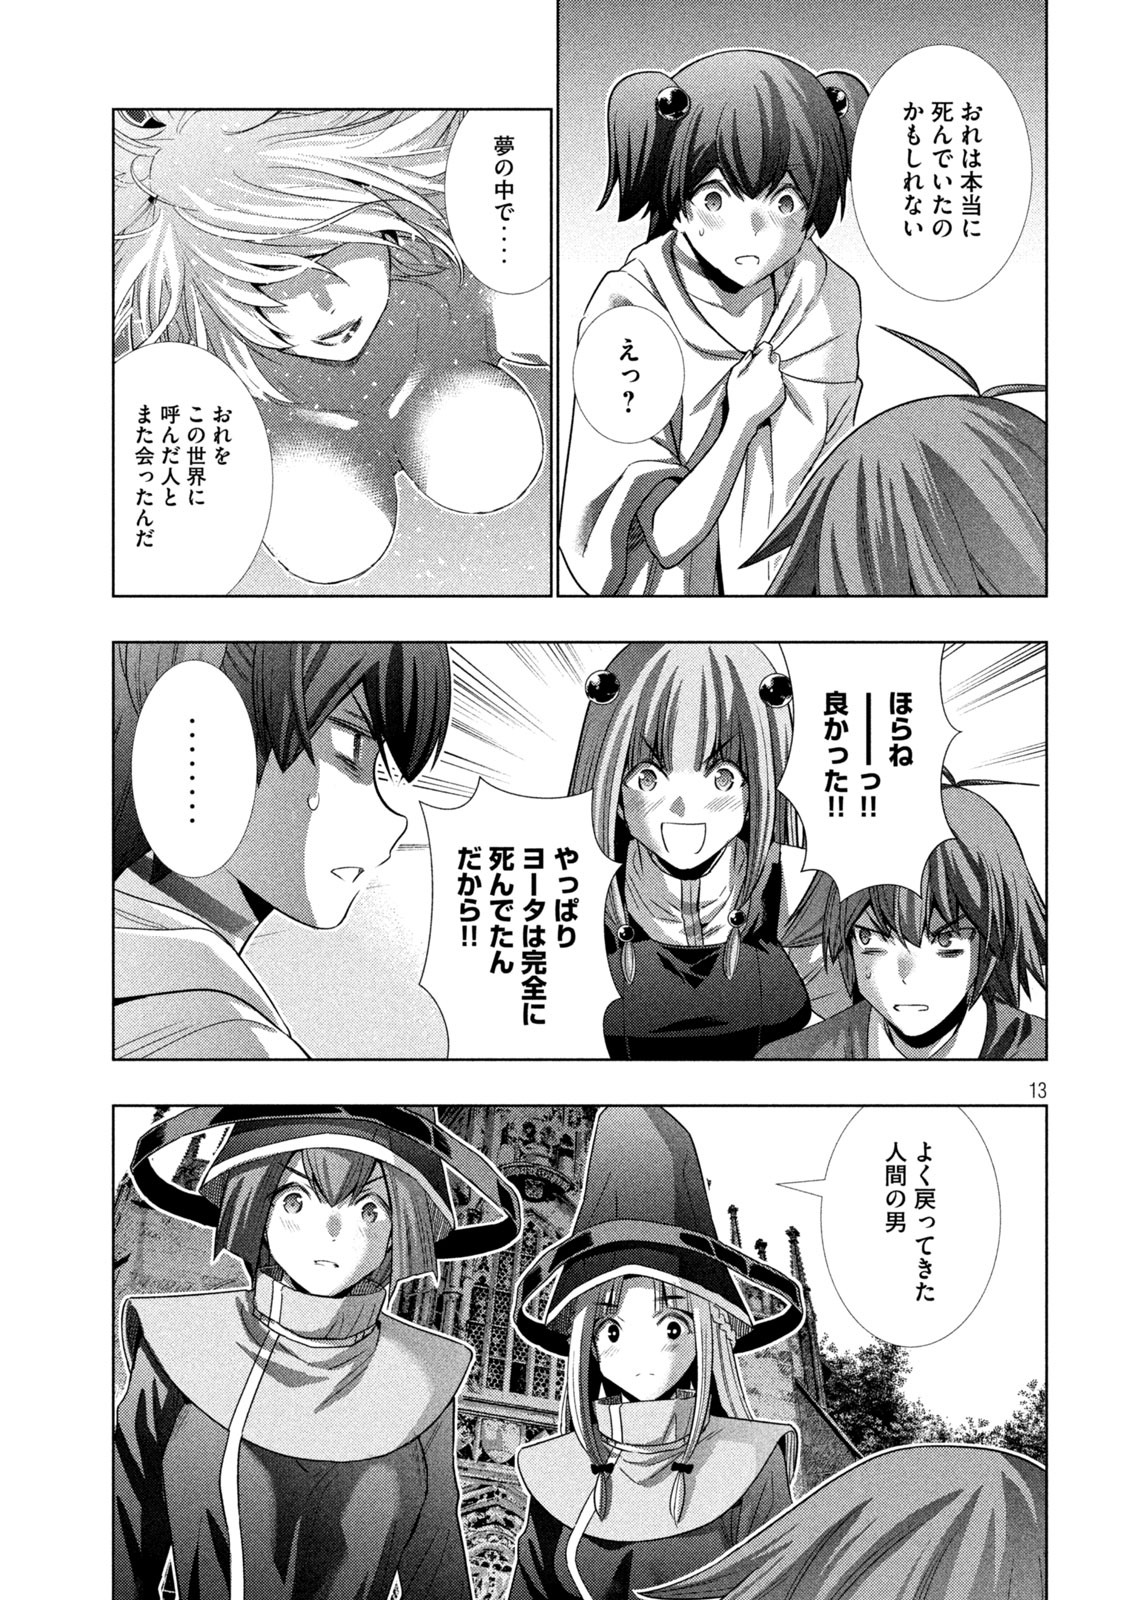 おれは本当に
死んでいたの
かもしれない
えっ?
夢の中で‥‥
おれを
この世界に
呼んだ人と
また会ったんだ
ほらね
――っ!!
良かった!!
やっぱり
ヨータは完全に
死んでたん
だから!!
‥‥‥‥
13
よく戻ってきた
人間の男